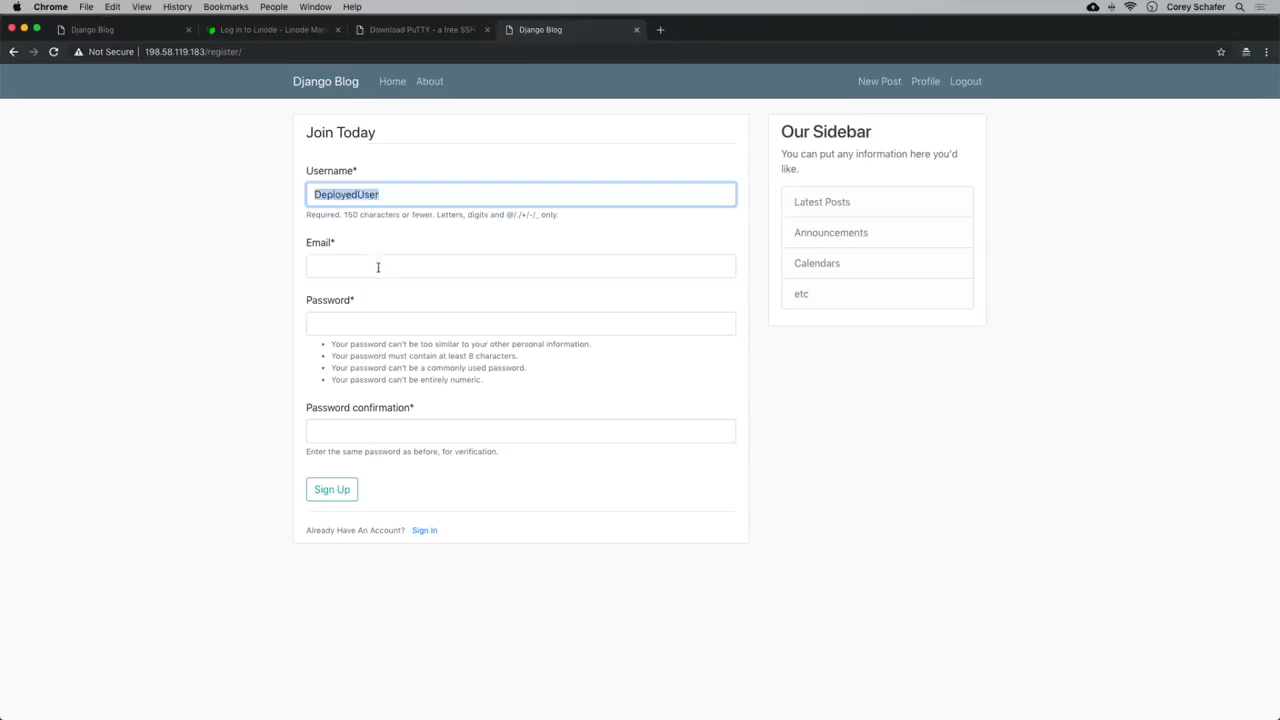 Chrome File Edit View History Bookmarks People Window Help Corey Schafer
Django Blog Log in to Linode - Linode Man Download PuTTY - a free SSH Django Blog
Not Secure 198.58.119.183/register/
Django Blog Home About New Post Profile Logout
Join Today
Username*
DeployedUser
Required. 150 characters or fewer. Letters, digits and @/./+/-/_ only.
Email*
Password*
• Your password can't be too similar to your other personal information.
• Your password must contain at least 8 characters.
• Your password can't be a commonly used password.
• Your password can't be entirely numeric.
Password confirmation*
Enter the same password as before, for verification.
Sign Up
Already Have An Account? Sign In
Our Sidebar
You can put any information here you'd
like.
Latest Posts
Announcements
Calendars
etc